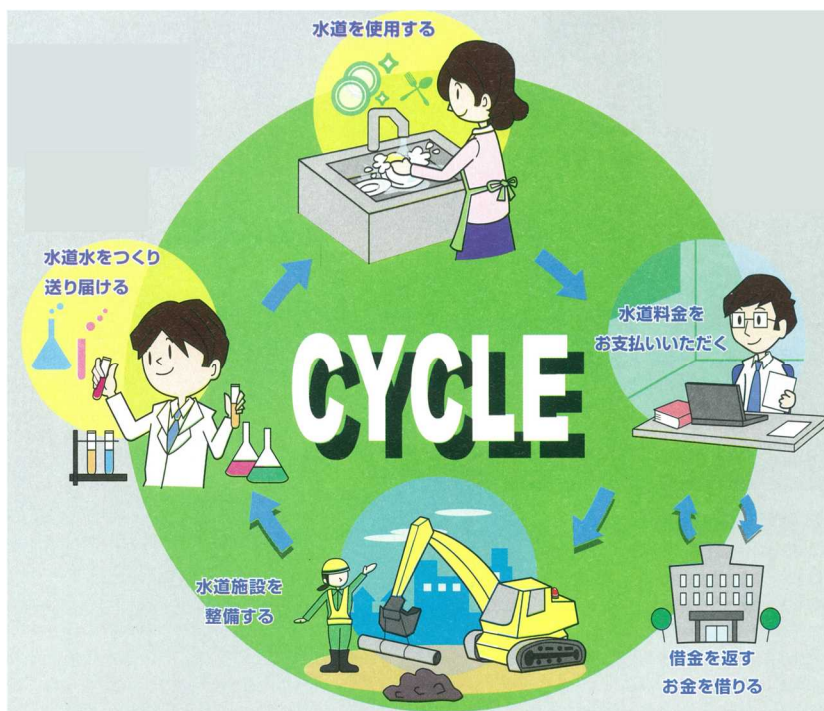 水道を使用する
水道水をつくり
送り届ける
水道料金を
お支払いいただく
CYCLE
水道施設を
整備する
借金を返す
お金を借りる